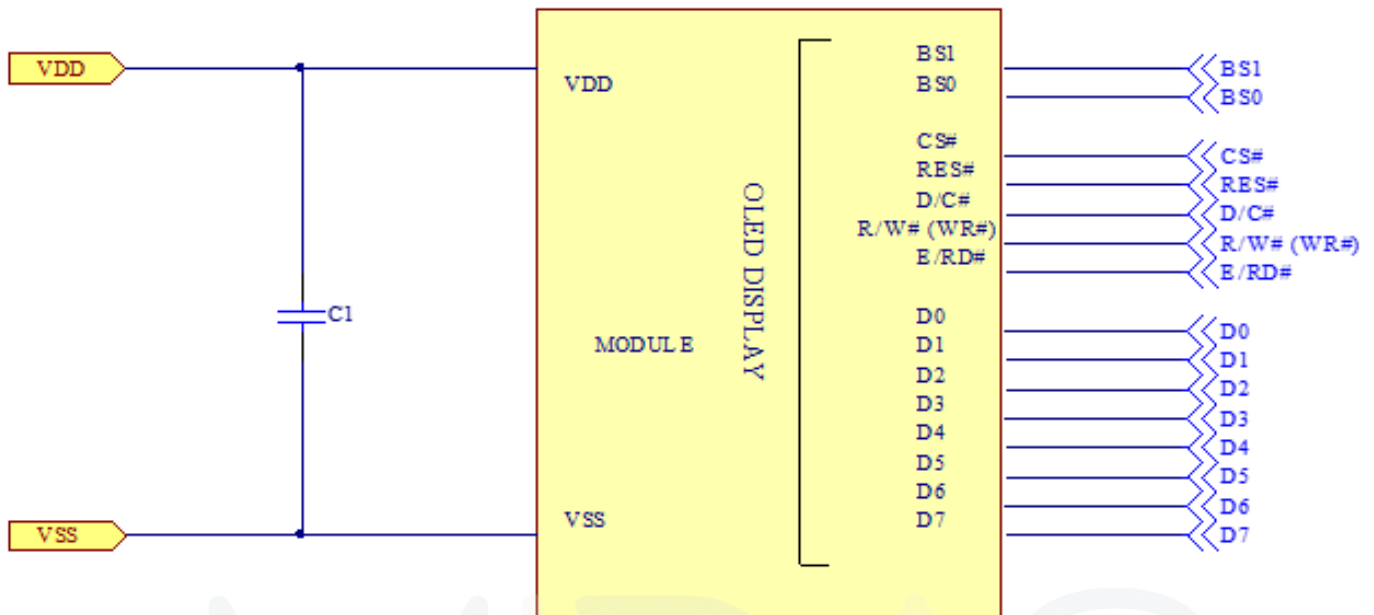 VDD
VSS
C1
VDD
MODULE
VSS
OLED DISPLAY
BS1
BS0
CS#
RES#
D/C#
R/W# (WR#)
E/RD#
D0
D1
D2
D3
D4
D5
D6
D7
BS1
BS0
CS#
RES#
D/C#
R/W# (WR#)
E/RD#
D0
D1
D2
D3
D4
D5
D6
D7